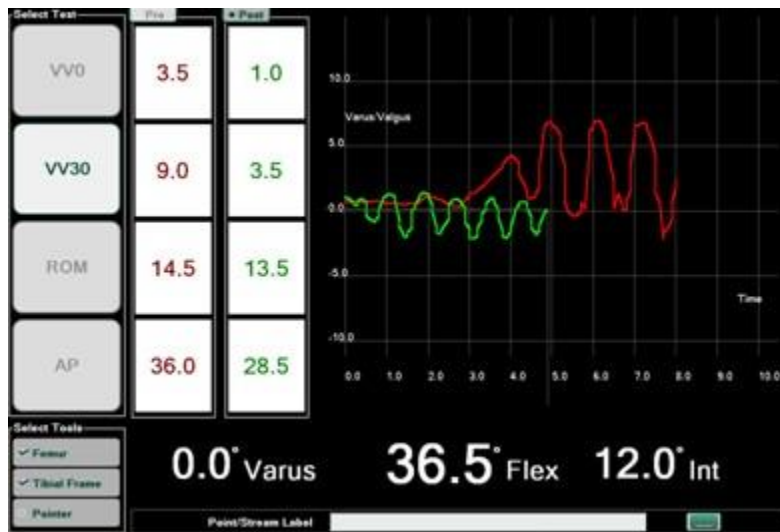 Select Test
Pre
• Post
VV0
3.5
1.0
VV30
9.0
3.5
ROM
14.5
13.5
AP
36.0
28.5
10.0
Varus/Valgus
5.0
0.0
-5.0
Time
-10.0
0.0 1.0 2.0 3.0 4.0 5.0 6.0 7.0 8.0 9.0 10.0
Select Tools
✓ Femur
✓ Tibial Frame
Pointer
0.0° Varus
36.5° Flex
12.0° Int
Point/Stream Label